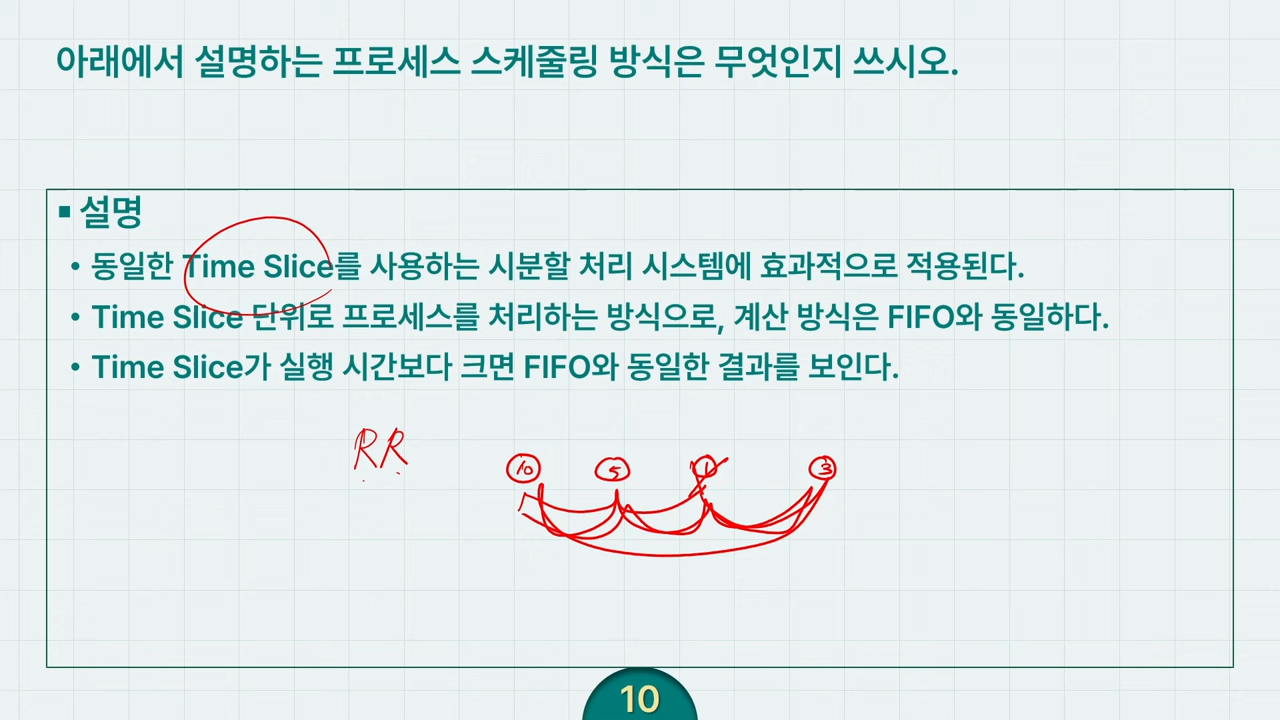 아래에서 설명하는 프로세스 스케줄링 방식은 무엇인지 쓰시오.
▪ 설명
• 동일한 Time Slice를 사용하는 시분할 처리 시스템에 효과적으로 적용된다.
• Time Slice 단위로 프로세스를 처리하는 방식으로, 계산 방식은 FIFO와 동일하다.
• Time Slice가 실행 시간보다 크면 FIFO와 동일한 결과를 보인다.
RR
10 5 1 3
10